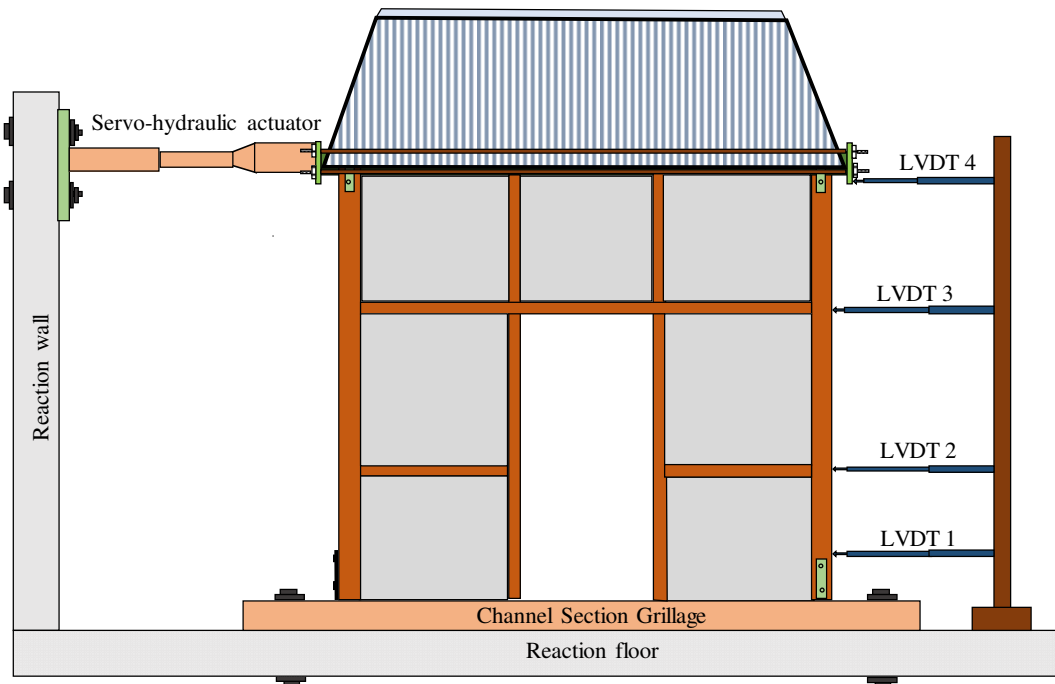 Servo-hydraulic actuator
LVDT 4
LVDT 3
Reaction wall
LVDT 2
LVDT 1
Channel Section Grillage
Reaction floor